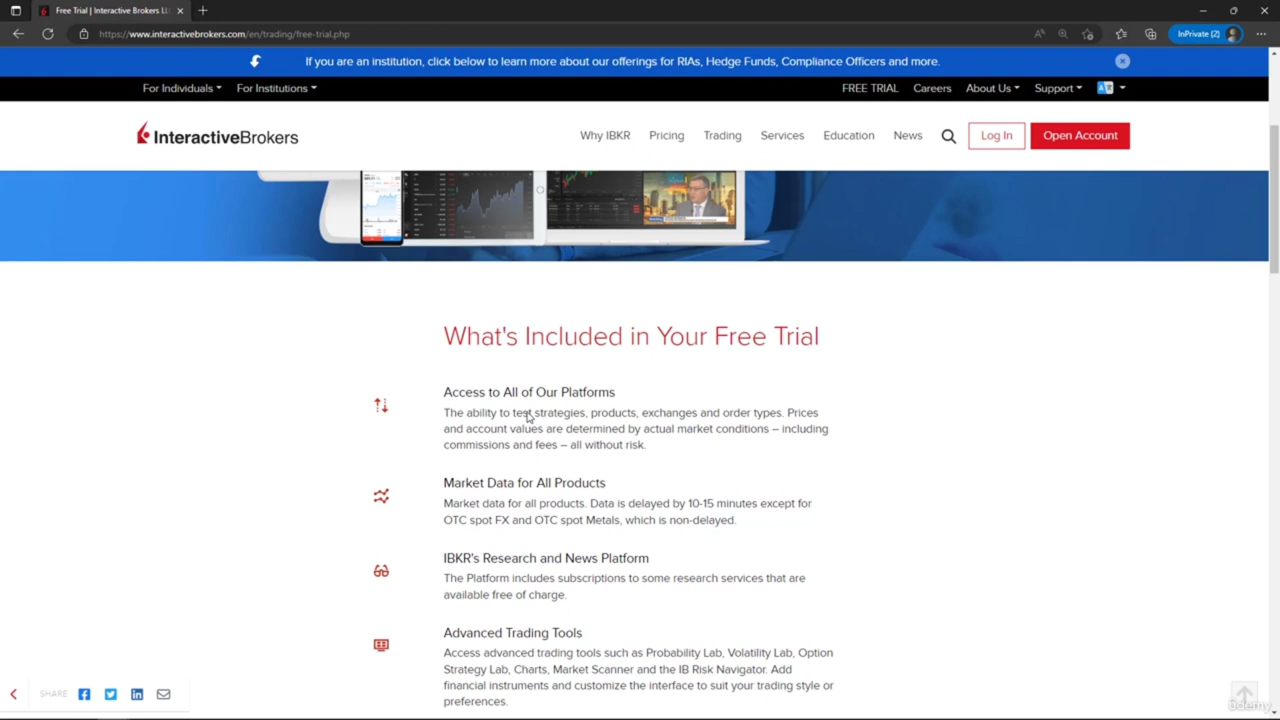 Free Trial | Interactive Brokers LL
https://www.interactivebrokers.com/en/trading/free-trial.php
InPrivate (2)
If you are an institution, click below to learn more about our offerings for RIAs, Hedge Funds, Compliance Officers and more.
For Individuals For Institutions FREE TRIAL Careers About Us Support
InteractiveBrokers Why IBKR Pricing Trading Services Education News Log In Open Account
What's Included in Your Free Trial
Access to All of Our Platforms
The ability to test strategies, products, exchanges and order types. Prices
and account values are determined by actual market conditions – including
commissions and fees – all without risk.
Market Data for All Products
Market data for all products. Data is delayed by 10-15 minutes except for
OTC spot FX and OTC spot Metals, which is non-delayed.
IBKR's Research and News Platform
The Platform includes subscriptions to some research services that are
available free of charge.
Advanced Trading Tools
Access advanced trading tools such as Probability Lab, Volatility Lab, Option
Strategy Lab, Charts, Market Scanner and the IB Risk Navigator. Add
financial instruments and customize the interface to suit your trading style or
preferences.
SHARE
udemy